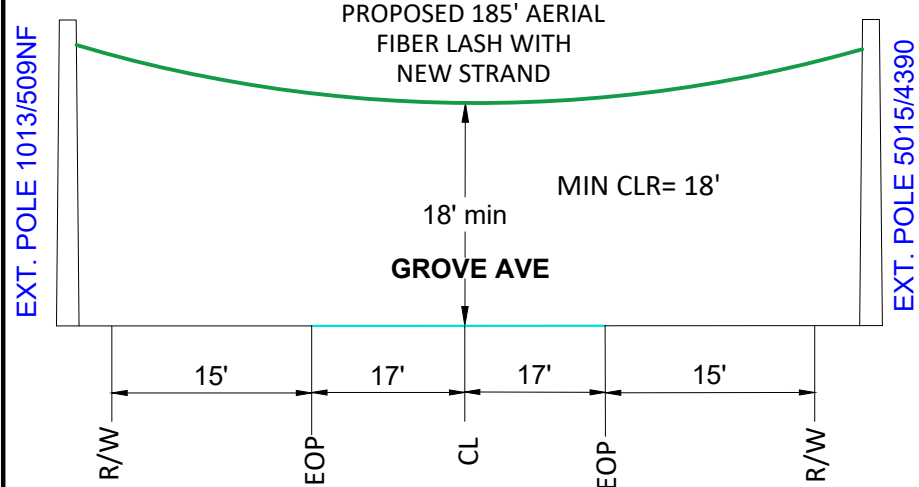 PROPOSED 185' AERIAL
FIBER LASH WITH
NEW STRAND
EXT. POLE 1013/509NF
EXT. POLE 5015/4390
MIN CLR= 18'
18' min
GROVE AVE
15'
17'
17'
15'
R/W
EOP
CL
EOP
R/W